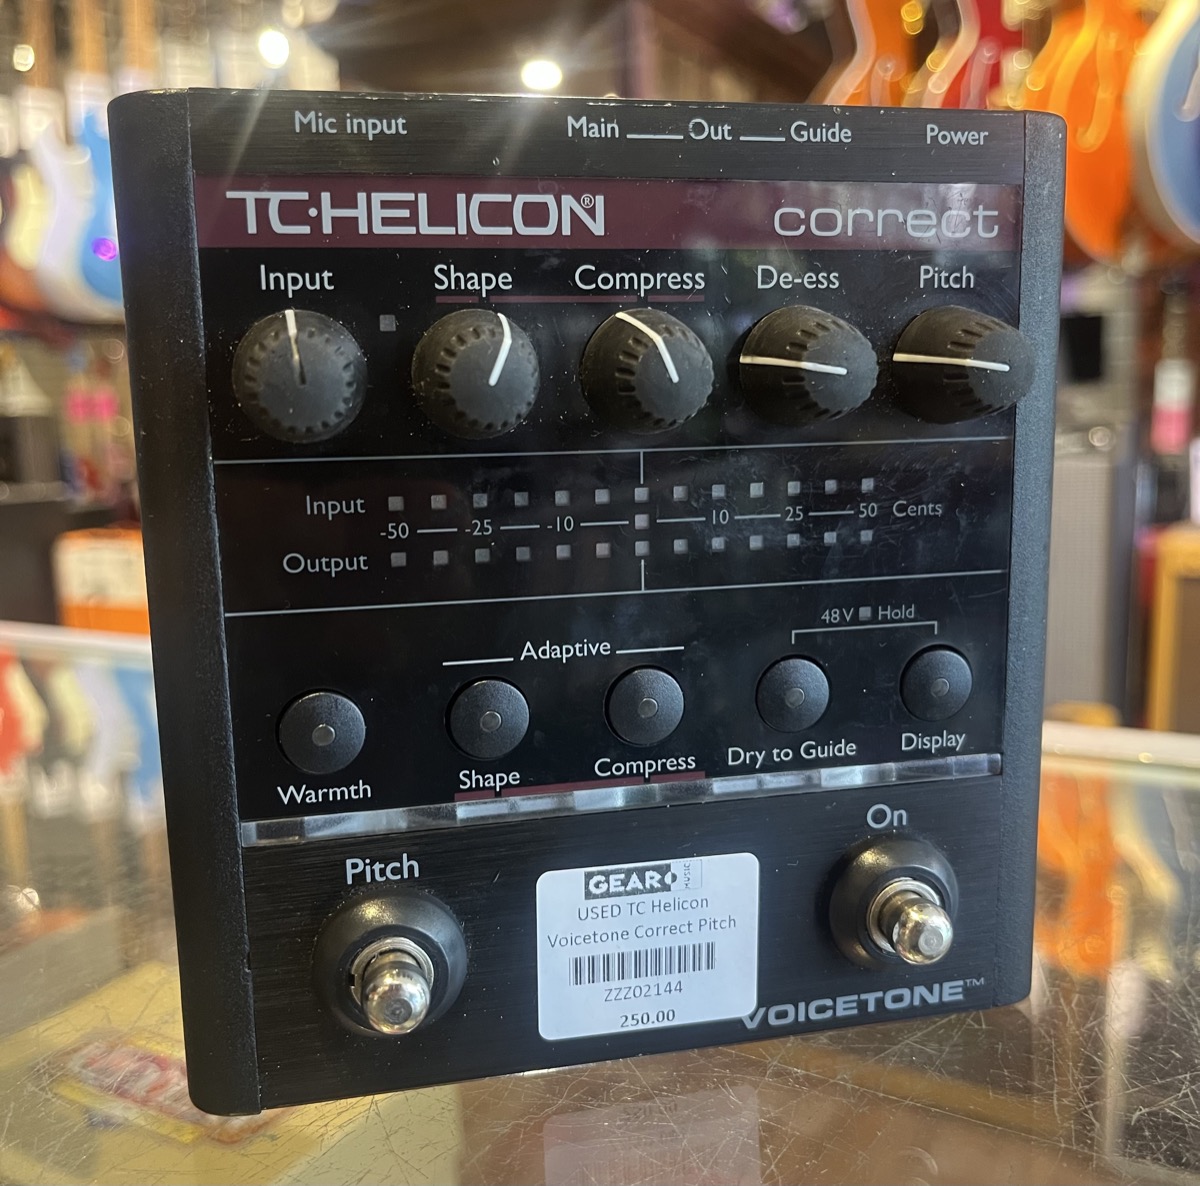 Mic input Main Out Guide Power
TC·HELICON® correct
Input Shape Compress De-ess Pitch
Input
-50 -25 -10 10 25 50 Cents
Output
48V Hold
Adaptive
Warmth Shape Compress Dry to Guide Display
Pitch On
GEAR MUSIC
USED TC Helicon
Voicetone Correct Pitch
ZZZ02144
250.00
VOICETONE™